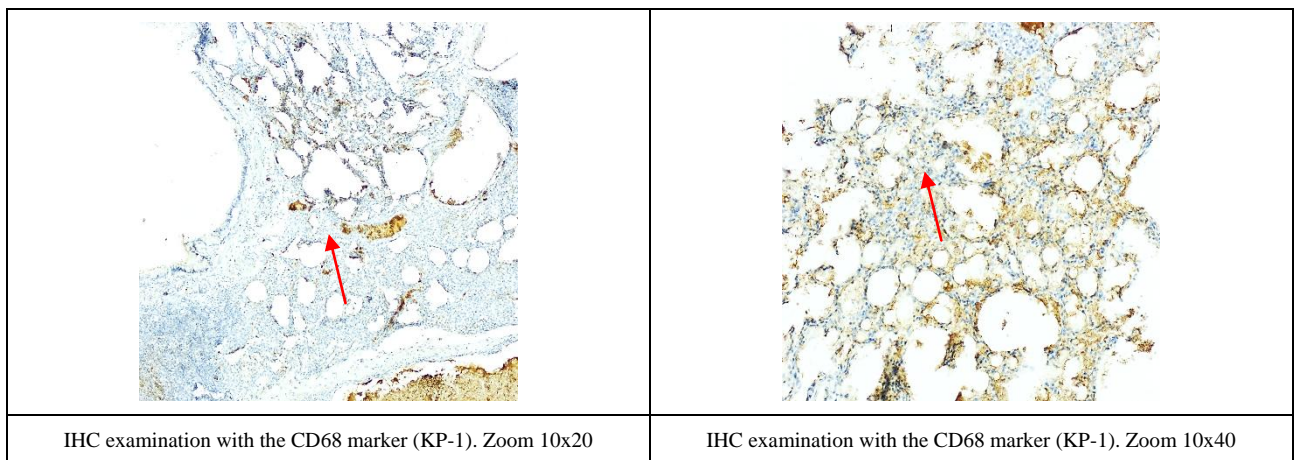 IHC examination with the CD68 marker (KP-1). Zoom 10x20
IHC examination with the CD68 marker (KP-1). Zoom 10x40